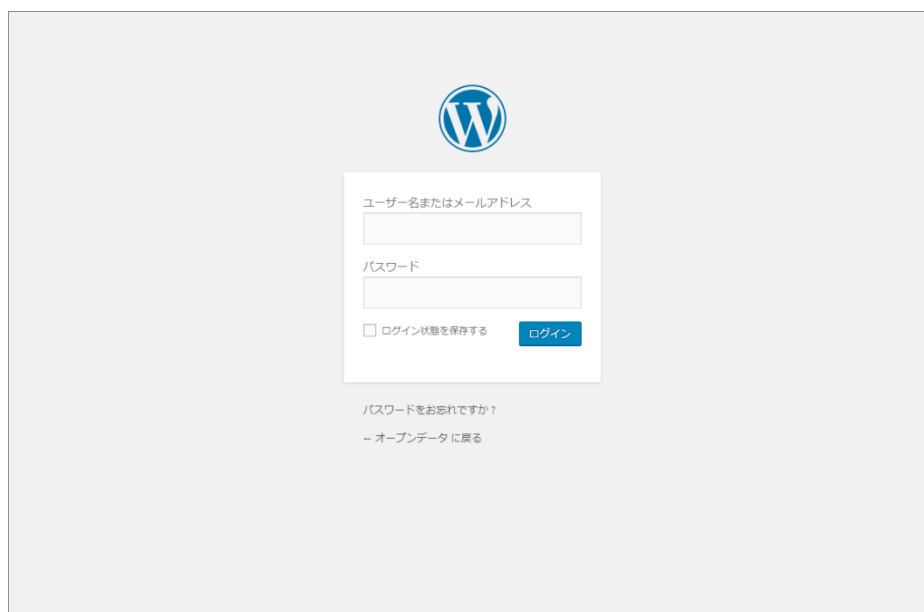 ユーザー名またはメールアドレス
パスワード
ログイン状態を保存する
ログイン
パスワードをお忘れですか ?
← オープンデータ に戻る